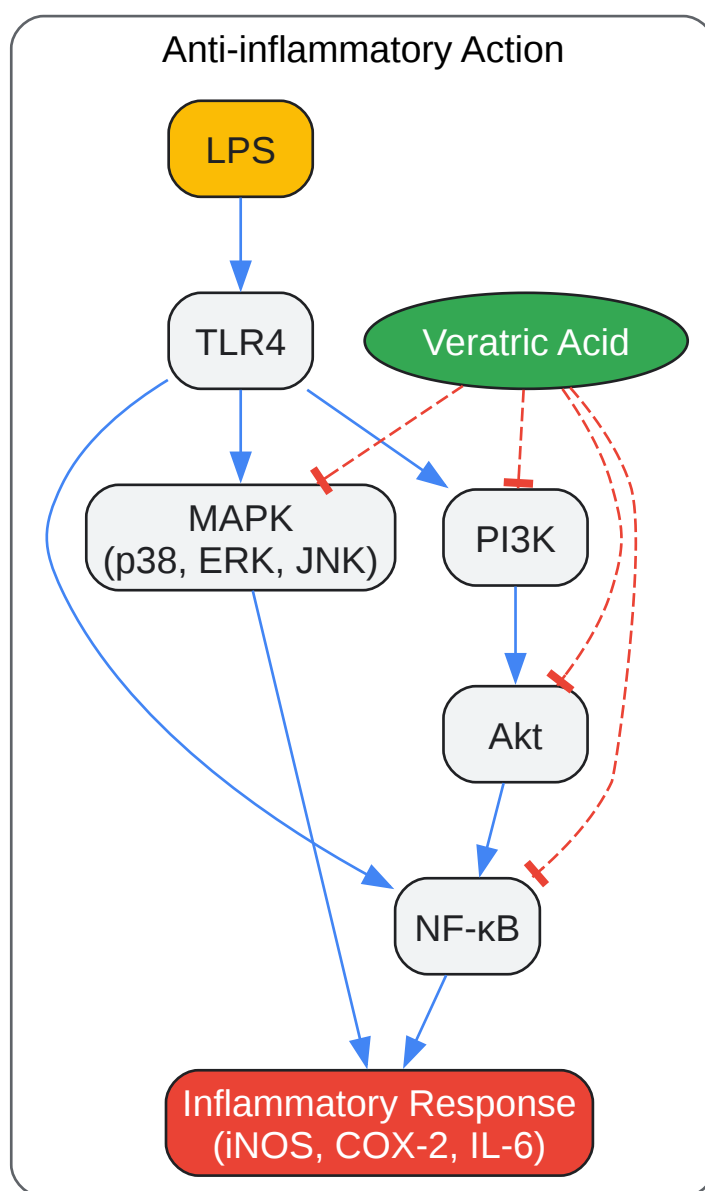 Anti-inflammatory Action
LPS
TLR4
Veratric Acid
MAPK
(p38, ERK, JNK)
PI3K
Akt
NF-κB
Inflammatory Response
(iNOS, COX-2, IL-6)